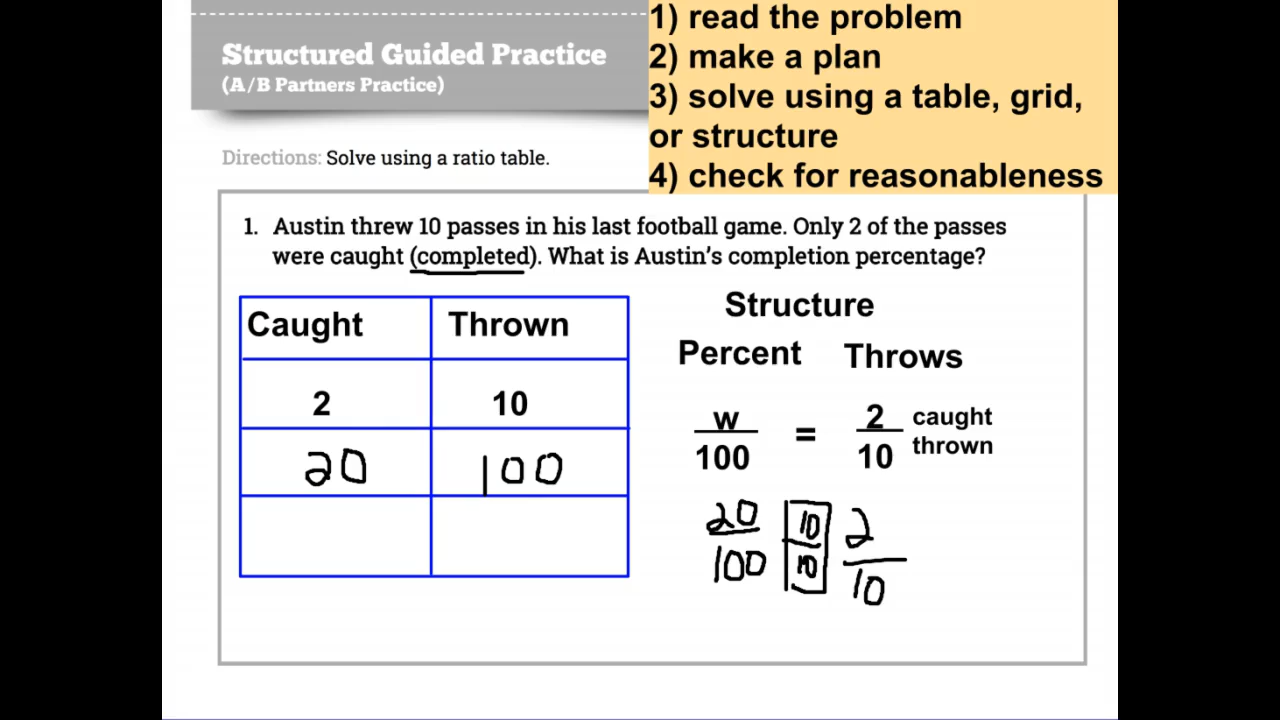 Structured Guided Practice
(A/B Partners Practice)
1) read the problem
2) make a plan
3) solve using a table, grid,
or structure
4) check for reasonableness
Directions: Solve using a ratio table.
1. Austin threw 10 passes in his last football game. Only 2 of the passes
were caught (completed). What is Austin's completion percentage?
Caught Thrown
2 10
20 100
Structure
Percent Throws
w/100 = 2/10 caught thrown
20/100 10/10 2/10